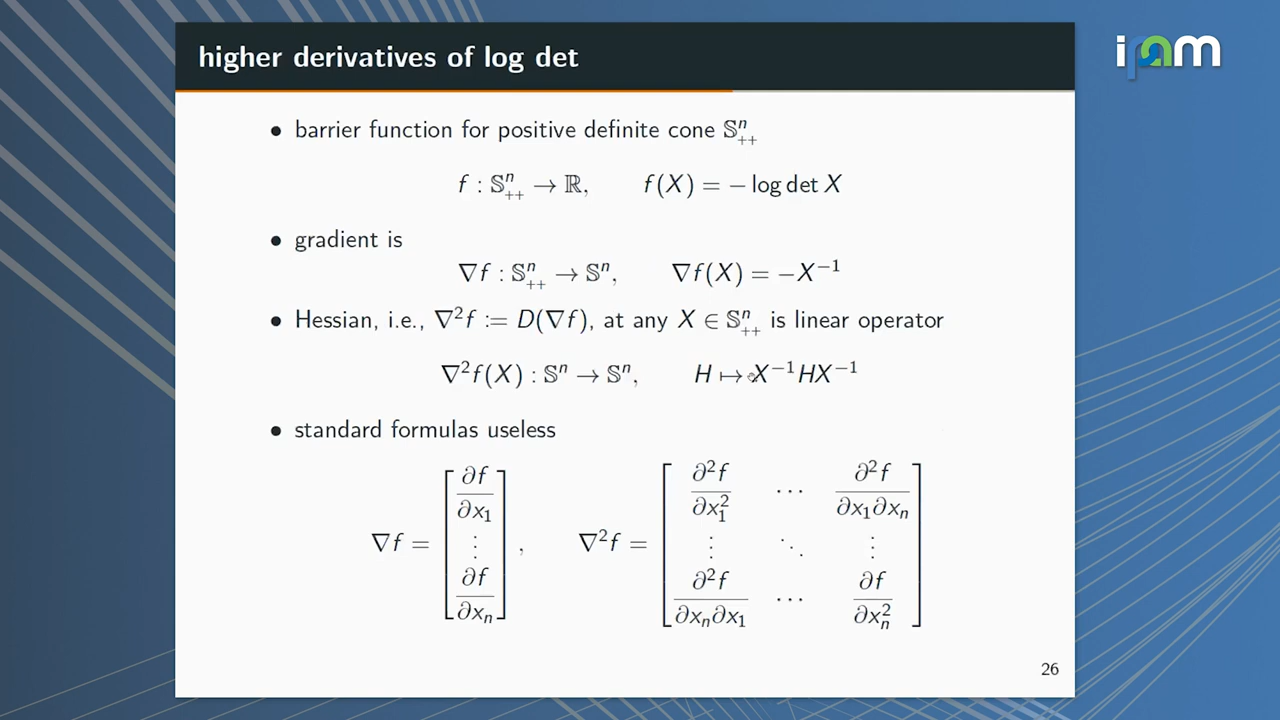 higher derivatives of log det
ipam
• barrier function for positive definite cone 𝕊ⁿ₊₊
f : 𝕊ⁿ₊₊ → ℝ, f(X) = − log det X
• gradient is
∇f : 𝕊ⁿ₊₊ → 𝕊ⁿ, ∇f(X) = −X⁻¹
• Hessian, i.e., ∇²f := D(∇f), at any X ∈ 𝕊ⁿ₊₊ is linear operator
∇²f(X) : 𝕊ⁿ → 𝕊ⁿ, H ↦ X⁻¹HX⁻¹
• standard formulas useless
∇f = [∂f/∂x₁ ⋮ ∂f/∂xₙ], ∇²f = [∂²f/∂x₁² ⋯ ∂²f/∂x₁∂xₙ ⋮ ⋱ ⋮ ∂²f/∂xₙ∂x₁ ⋯ ∂f/∂xₙ²]
26